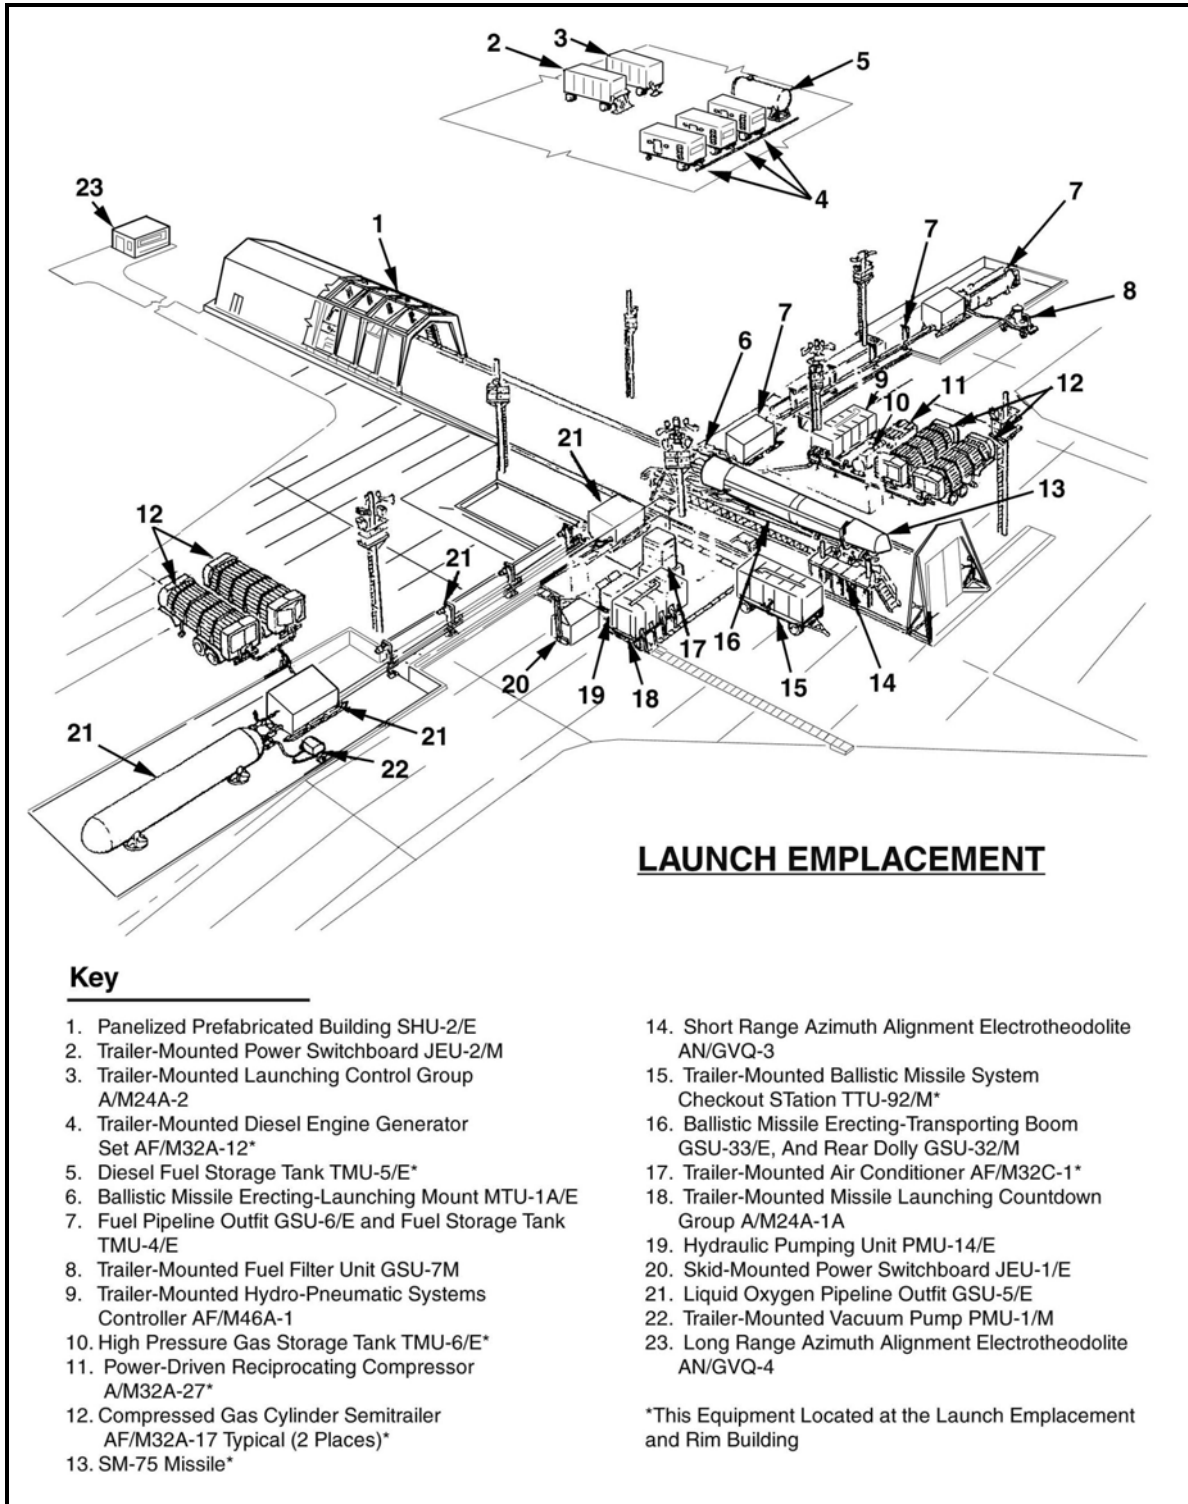 2
3
5
4
23
1
7
7
8
6
7
9
10
11
12
13
21
12
21
16
17
15
14
20
19
18
21
21
22
LAUNCH EMPLACEMENT
Key
1. Panelized Prefabricated Building SHU-2/E
2. Trailer-Mounted Power Switchboard JEU-2/M
3. Trailer-Mounted Launching Control Group
A/M24A-2
4. Trailer-Mounted Diesel Engine Generator
Set AF/M32A-12*
5. Diesel Fuel Storage Tank TMU-5/E*
6. Ballistic Missile Erecting-Launching Mount MTU-1A/E
7. Fuel Pipeline Outfit GSU-6/E and Fuel Storage Tank
TMU-4/E
8. Trailer-Mounted Fuel Filter Unit GSU-7M
9. Trailer-Mounted Hydro-Pneumatic Systems
Controller AF/M46A-1
10. High Pressure Gas Storage Tank TMU-6/E*
11. Power-Driven Reciprocating Compressor
A/M32A-27*
12. Compressed Gas Cylinder Semitrailer
AF/M32A-17 Typical (2 Places)*
13. SM-75 Missile*
14. Short Range Azimuth Alignment Electrotheodolite
AN/GVQ-3
15. Trailer-Mounted Ballistic Missile System
Checkout STation TTU-92/M*
16. Ballistic Missile Erecting-Transporting Boom
GSU-33/E, And Rear Dolly GSU-32/M
17. Trailer-Mounted Air Conditioner AF/M32C-1*
18. Trailer-Mounted Missile Launching Countdown
Group A/M24A-1A
19. Hydraulic Pumping Unit PMU-14/E
20. Skid-Mounted Power Switchboard JEU-1/E
21. Liquid Oxygen Pipeline Outfit GSU-5/E
22. Trailer-Mounted Vacuum Pump PMU-1/M
23. Long Range Azimuth Alignment Electrotheodolite
AN/GVQ-4
*This Equipment Located at the Launch Emplacement
and Rim Building